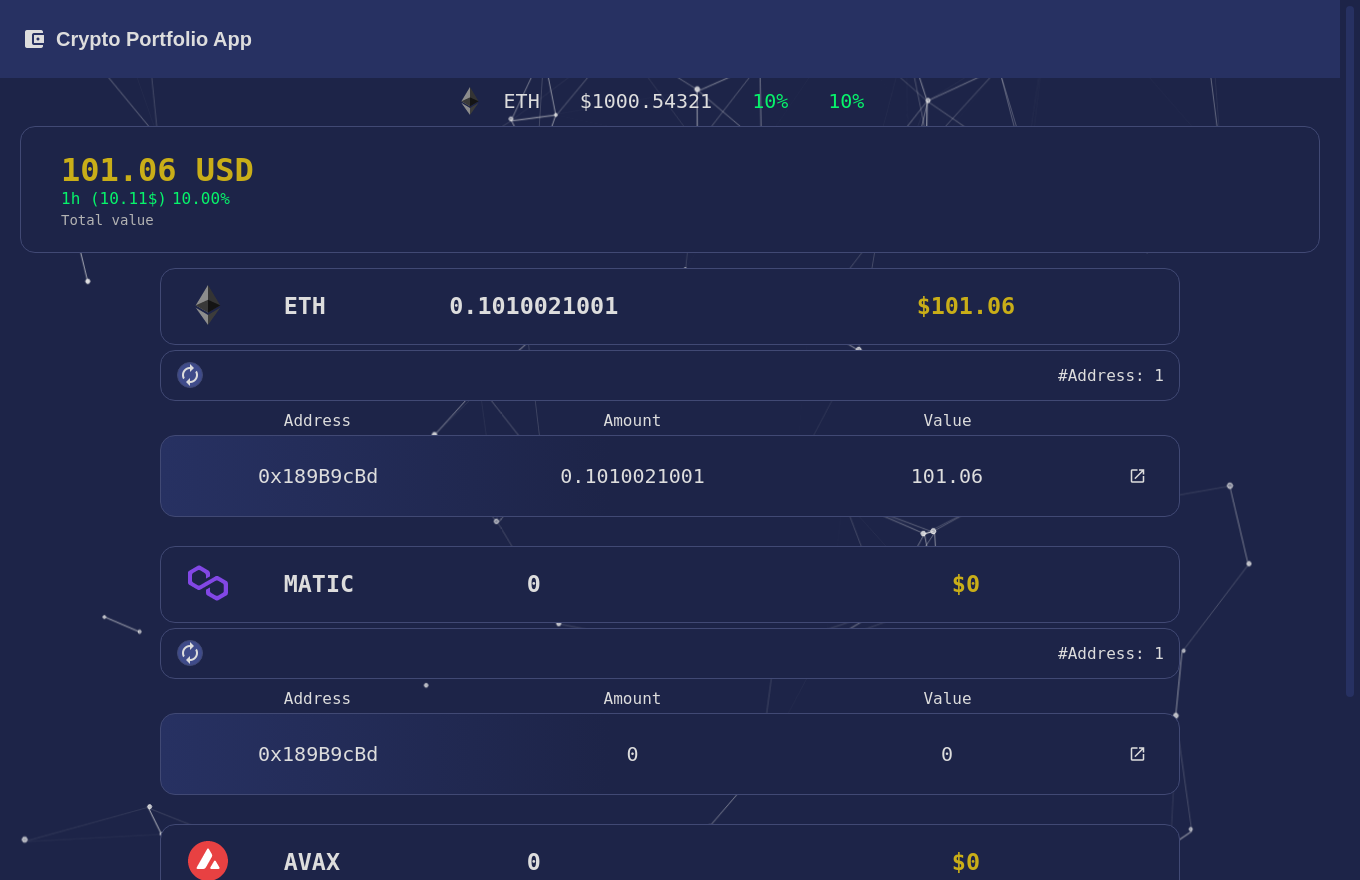 Crypto Portfolio App
ETH $1000.54321 10% 10%
101.06 USD
1h (10.11$) 10.00%
Total value
ETH 0.1010021001 $101.06
#Address: 1
Address Amount Value
0x189B9cBd 0.1010021001 101.06
MATIC 0 $0
#Address: 1
Address Amount Value
0x189B9cBd 0 0
AVAX 0 $0